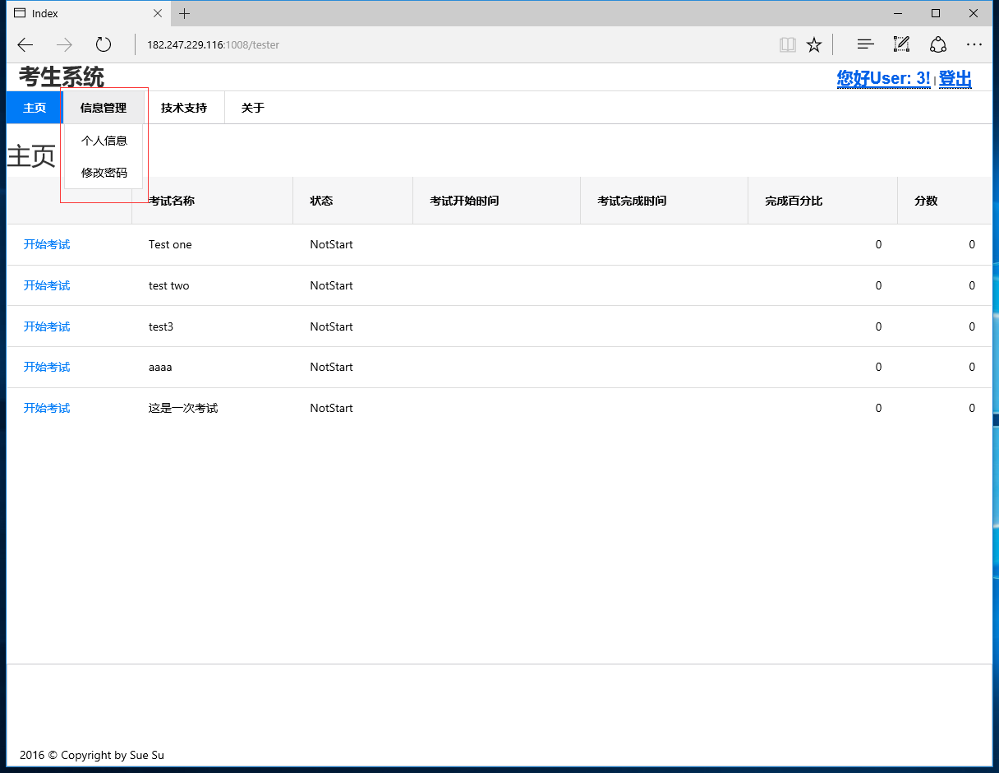 Index
182.247.229.116:1008/tester
考生系统
您好User: 3! | 登出
主页 信息管理 技术支持 关于
个人信息
修改密码
主页
考试名称 状态 考试开始时间 考试完成时间 完成百分比 分数
开始考试 Test one NotStart 0 0
开始考试 test two NotStart 0 0
开始考试 test3 NotStart 0 0
开始考试 aaaa NotStart 0 0
开始考试 这是一次考试 NotStart 0 0
2016 © Copyright by Sue Su